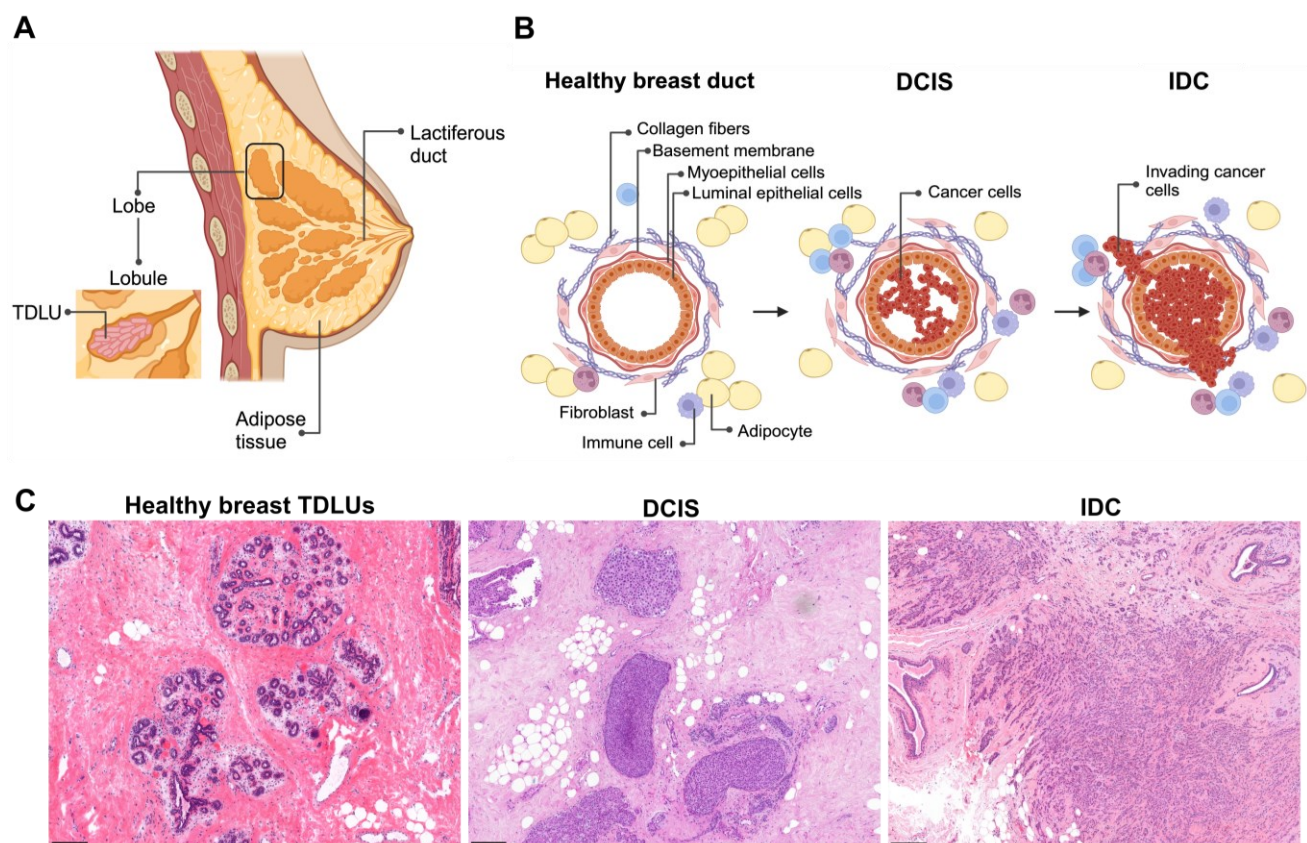 A
Lactiferous
duct
Lobe
Lobule
TDLU
Adipose
tissue
B
Healthy breast duct
DCIS
IDC
Collagen fibers
Basement membrane
Myoepithelial cells
Luminal epithelial cells
Cancer cells
Invading cancer
cells
Fibroblast
Immune cell
Adipocyte
C
Healthy breast TDLUs
DCIS
IDC